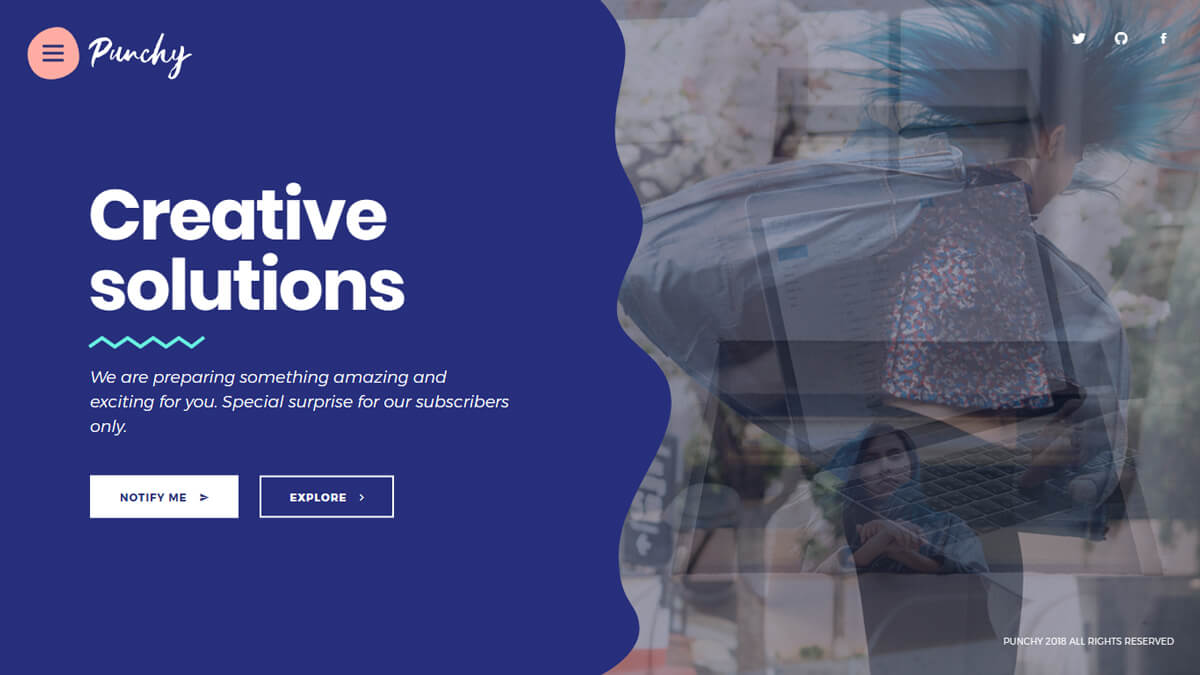 Punchy
Creative
solutions
We are preparing something amazing and
exciting for you. Special surprise for our subscribers
only.
NOTIFY ME
EXPLORE
PUNCHY 2018 ALL RIGHTS RESERVED